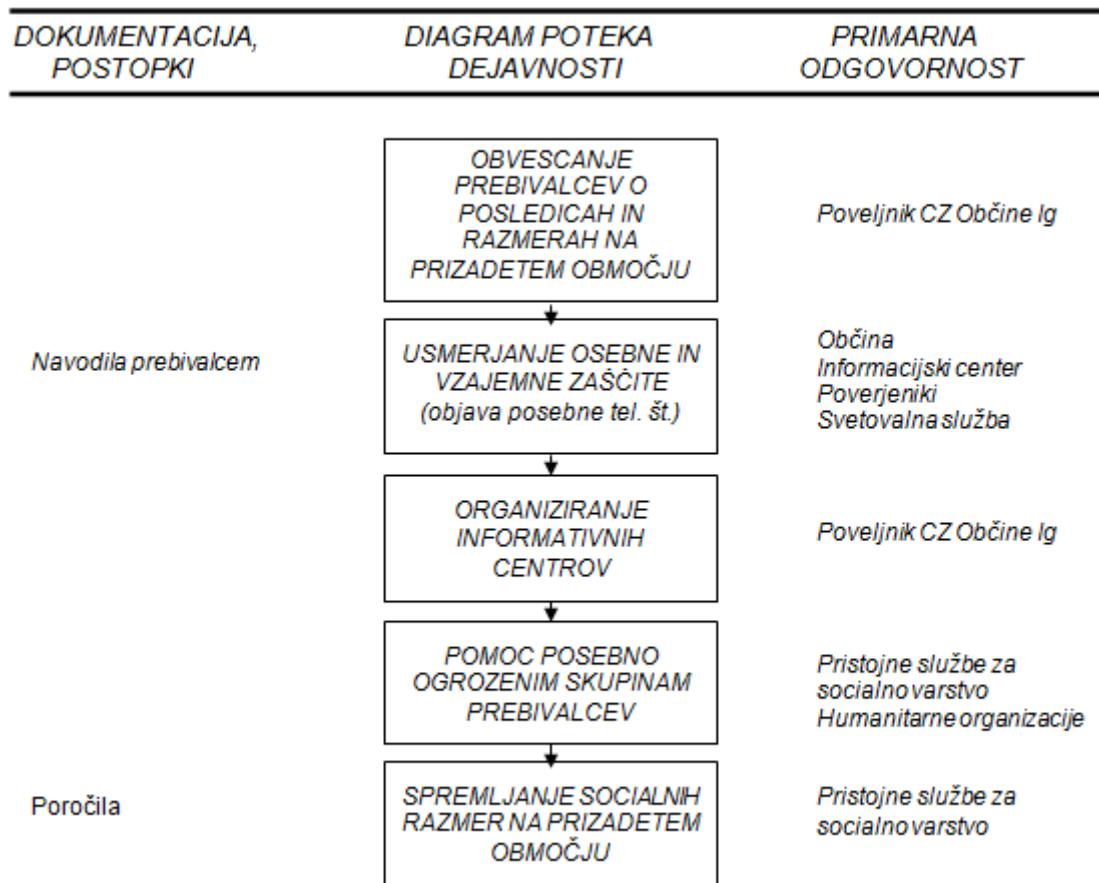 DOKUMENTACIJA,
POSTOPKI
DIAGRAM POTEKA
DEJAVNOSTI
PRIMARNA
ODGOVORNOST
OBVESCANJE
PREBIVALCEV O
POSLEDICAH IN
RAZMERAH NA
PRIZADETEM OBMOČJU
Poveljnik CZ Občine Ig
Navodila prebivalcem
USMERJANJE OSEBNE IN
VZAJEMNE ZAŠČITE
(objava posebne tel. št.)
Občina
Informacijski center
Poverjeniki
Svetovalna služba
ORGANIZIRANJE
INFORMATIVNIH
CENTROV
Poveljnik CZ Občine Ig
POMOC POSEBNO
OGROZENIM SKUPINAM
PREBIVALCEV
Pristojne službe za
socialno varstvo
Humanitarne organizacije
Poročila
SPREMLJANJE SOCIALNIH
RAZMER NA PRIZADETEM
OBMOČJU
Pristojne službe za
socialno varstvo